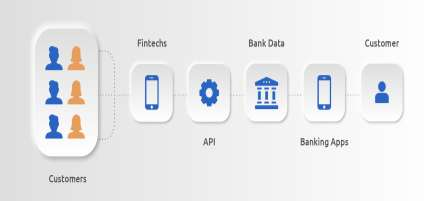 Fintechs
Bank Data
Customer
API
Banking Apps
Customers